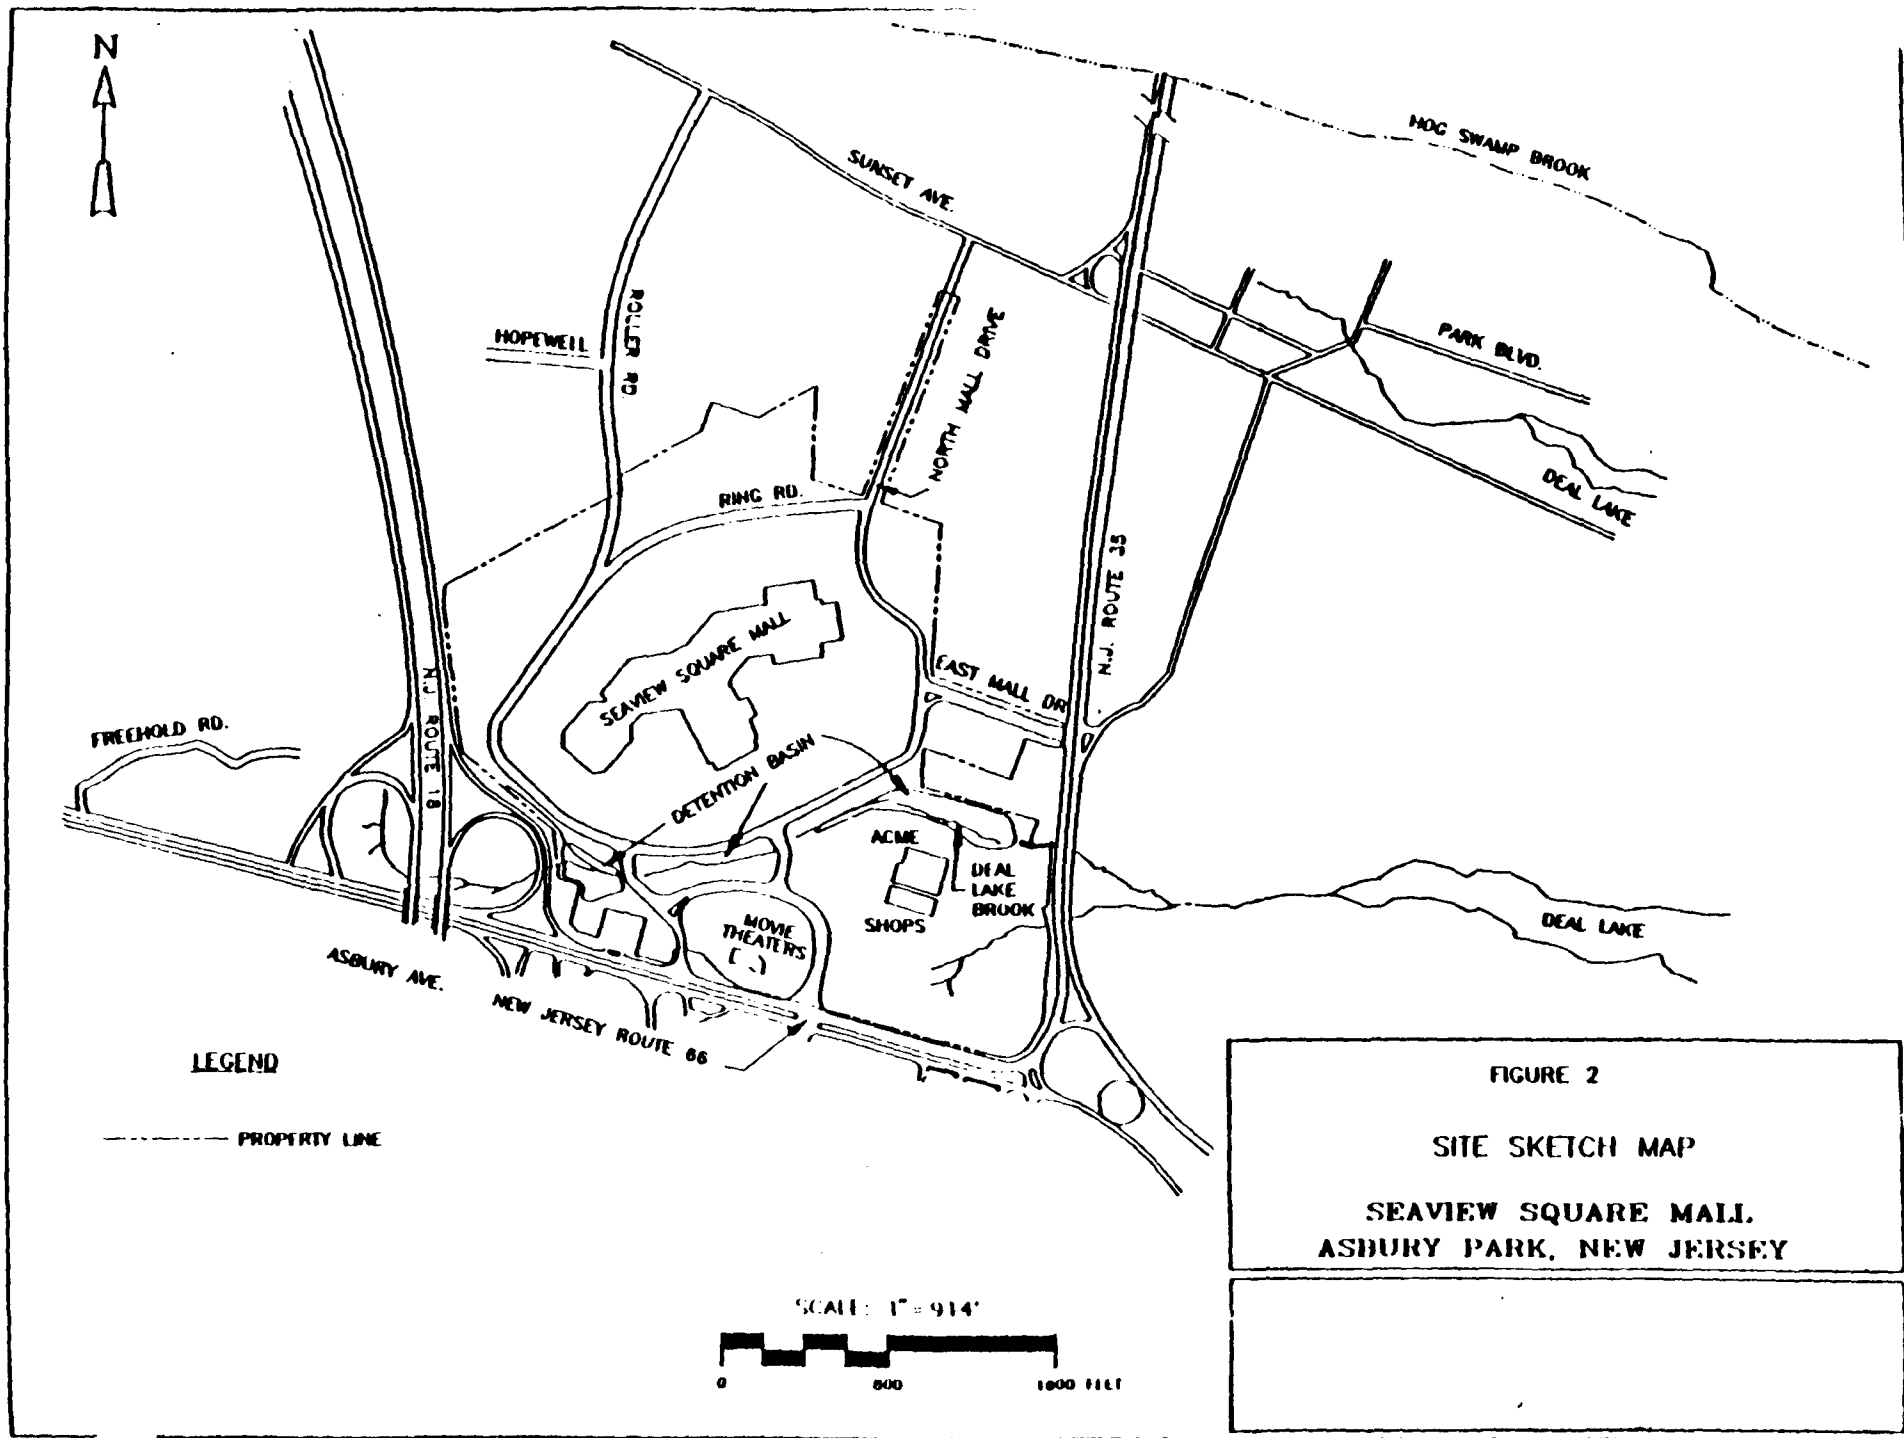 N
HOG SWAMP BROOK
SUNSET AVE.
ROLLER RD.
HOPEWELL
NORTH MALL DRIVE
PARK BLVD.
RING RD.
DEAL LAKE
N.J. ROUTE 35
SEAVIEW SQUARE MALL
EAST MALL DR
N.J. ROUTE 18
FREEHOLD RD.
DETENTION BASIN
ACME
DEAL
LAKE
BROOK
SHOPS
MOVIE
THEATERS
DEAL LAKE
ASBURY AVE.
NEW JERSEY ROUTE 66
LEGEND
PROPERTY LINE
FIGURE 2
SITE SKETCH MAP
SEAVIEW SQUARE MALL
ASBURY PARK, NEW JERSEY
SCALE: 1" = 914'
0 FEET